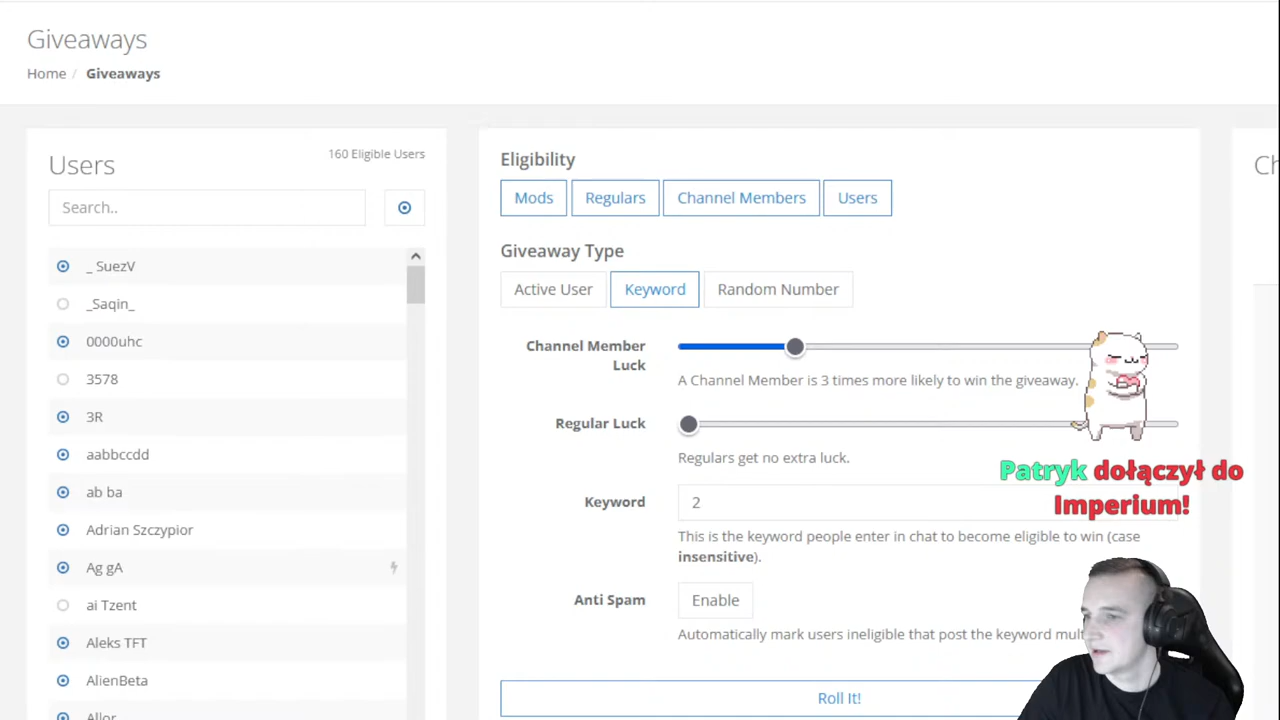 Giveaways
Home / Giveaways
Users
160 Eligible Users
Search..
_ SuezV
_Saqin_
0000uhc
3578
3R
aabbccdd
ab ba
Adrian Szczypior
Ag gA
ai Tzent
Aleks TFT
AlienBeta
Allor
Eligibility
Mods
Regulars
Channel Members
Users
Giveaway Type
Active User
Keyword
Random Number
Channel Member
Luck
A Channel Member is 3 times more likely to win the giveaway.
Regular Luck
Regulars get no extra luck.
Keyword
2
This is the keyword people enter in chat to become eligible to win (case
insensitive).
Anti Spam
Enable
Automatically mark users ineligible that post the keyword
Roll It!
Patryk dołączył do
Imperium!